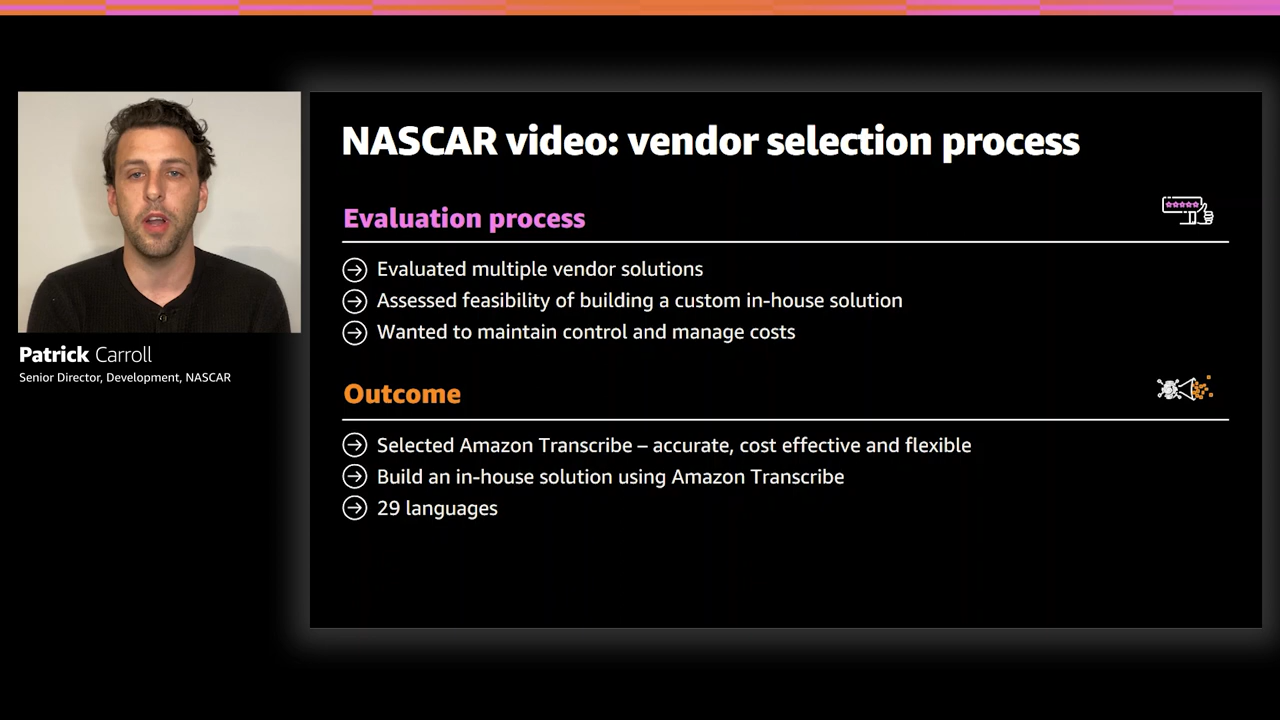 NASCAR video: vendor selection process
Evaluation process
Evaluated multiple vendor solutions
Assessed feasibility of building a custom in-house solution
Wanted to maintain control and manage costs
Patrick Carroll
Senior Director, Development, NASCAR
Outcome
Selected Amazon Transcribe – accurate, cost effective and flexible
Build an in-house solution using Amazon Transcribe
29 languages